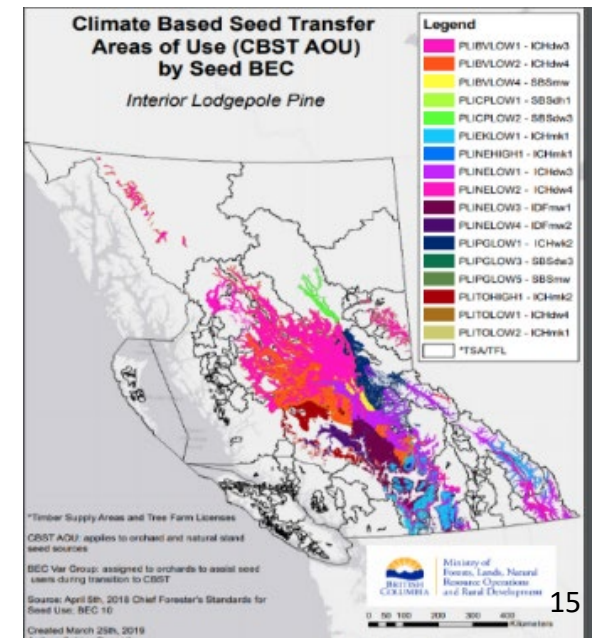 Climate Based Seed Transfer
Areas of Use (CBST AOU)
by Seed BEC
Interior Lodgepole Pine
Legend
PLIBVLOW1 - ICHdw3
PLIBVLOW2 - ICHdw4
PLIBVLOW4 - SBSmw
PLICPLOW1 - SBSdh1
PLICPLOW2 - SBSdw3
PLIEKLOW1 - ICHmk1
PLINEHIGH1 - ICHmk1
PLINELOW1 - ICHdw3
PLINELOW2 - ICHdw4
PLINELOW3 - IDFmw1
PLINELOW4 - IDFmw2
PLIPGLOW1 - ICHwk2
PLIPGLOW3 - SBSdw3
PLIPGLOW5 - SBSmw
PLITOHIGH1 - ICHmk2
PLITOLOW1 - ICHdw4
PLITOLOW2 - ICHmk1
*TSA/TFL
*Timber Supply Areas and Tree Farm Licenses
CBST AOU: applies to orchard and natural stand
seed sources
BEC Var Group: assigned to orchards to assist seed
users during transition to CBST
Source: April 5th, 2018 Chief Forester's Standards for
Seed Use; BEC 10
Created March 25th, 2019
BRITISH
COLUMBIA
Ministry of
Forests, Lands, Natural
Resource Operations
and Rural Development
0 50 100 200 300 400
Kilometers
15